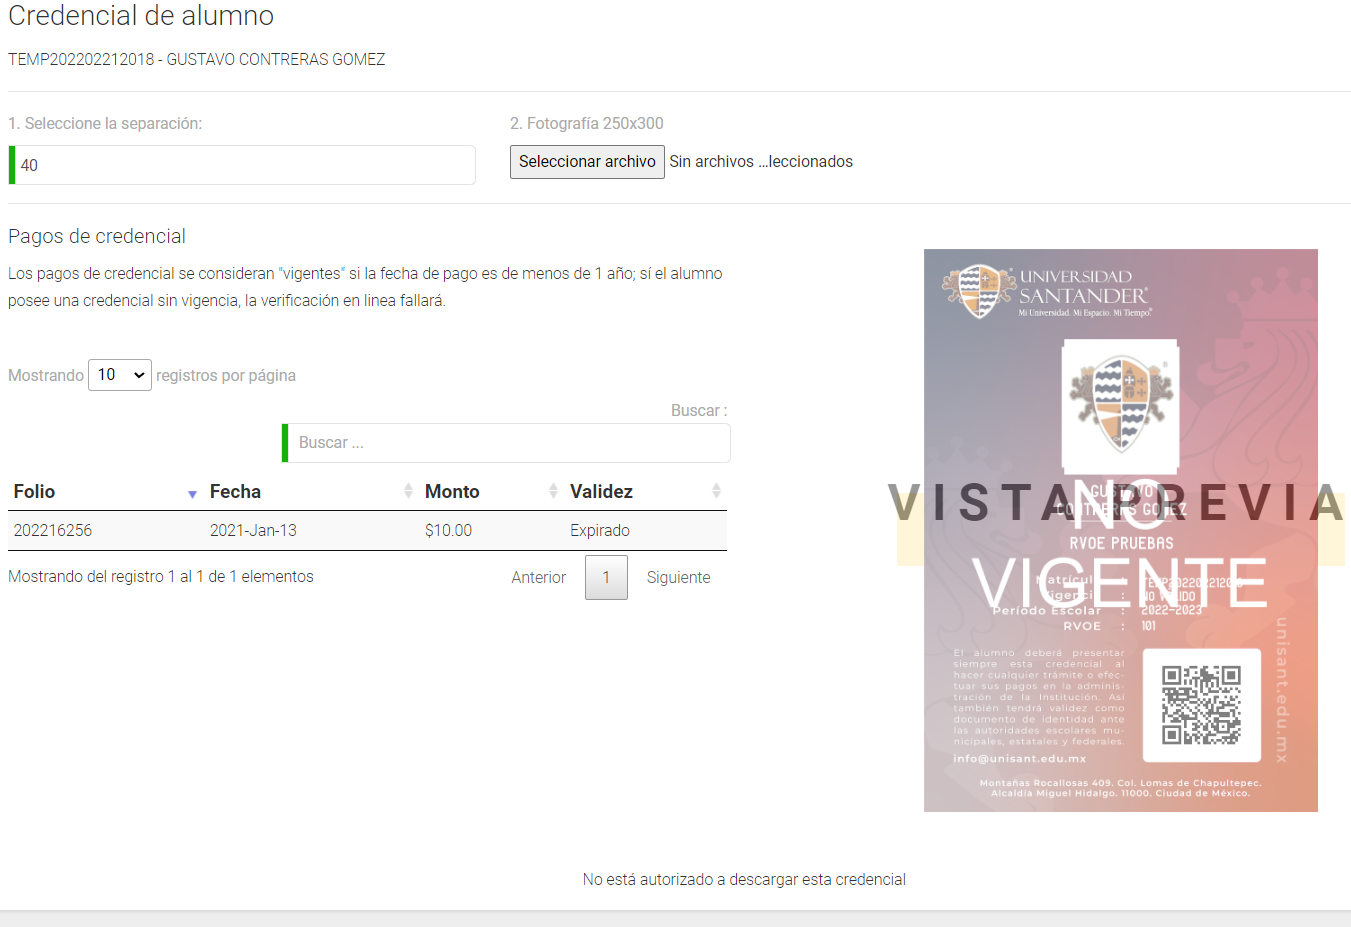 Credencial de alumno
TEMP202202212018 - GUSTAVO CONTRERAS GOMEZ
1. Seleccione la separación:
2. Fotografía 250x300
40
Seleccionar archivo Sin archivos ...leccionados
Pagos de credencial
Los pagos de credencial se consideran "vigentes" si la fecha de pago es de menos de 1 año; sí el alumno
posee una credencial sin vigencia, la verificación en linea fallará.
Mostrando 10 registros por página
Buscar :
Buscar ...
Folio Fecha Monto Validez
202216256 2021-Jan-13 $10.00 Expirado
Mostrando del registro 1 al 1 de 1 elementos
Anterior 1 Siguiente
UNIVERSIDAD
SANTANDER
Mi Universidad. Mi Espacio. Mi Tiempo.
VISTA PREVIA
NO
VIGENTE
GUSTAVO
CONTRERAS GOMEZ
RVOE PRUEBAS
Matrícula : TEMP202202212018
Vigencia : NO VÁLIDO
Período Escolar : 2022-2023
RVOE : 101
El alumno deberá presentar
siempre esta credencial al
hacer cualquier trámite o efec-
tuar sus pagos en la adminis-
tración de la Institución. Así
también tendrá validez como
documento de identidad ante
las autoridades escolares mu-
nicipales, estatales y federales.
info@unisant.edu.mx
unisant.edu.mx
Montañas Rocallosas 409. Col. Lomas de Chapultepec.
Alcaldía Miguel Hidalgo. 11000. Ciudad de México.
No está autorizado a descargar esta credencial